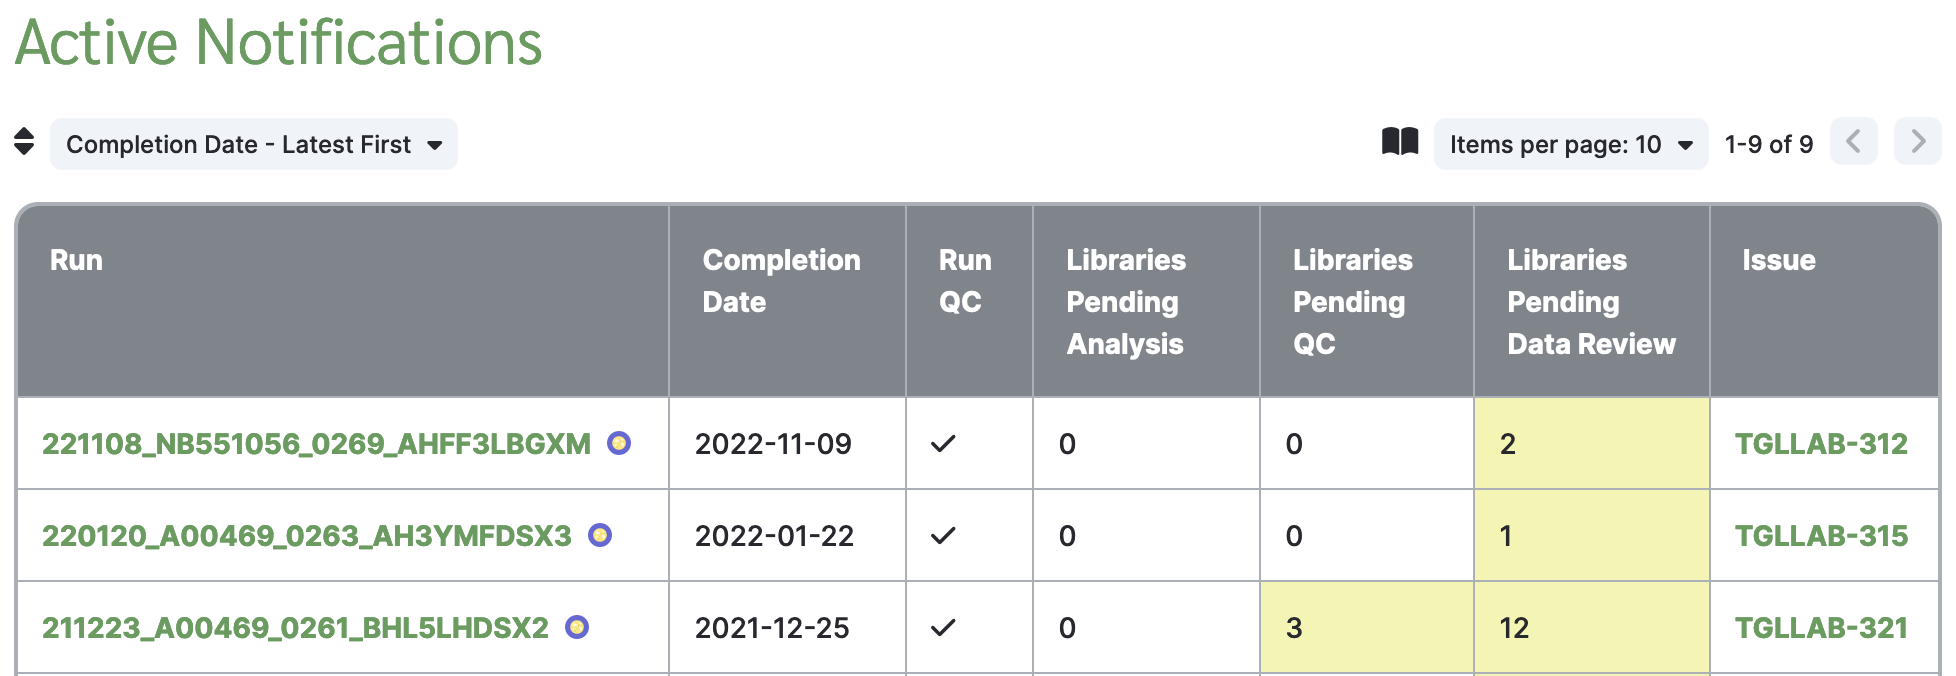 Active Notifications
Completion Date - Latest First
Items per page: 10
1-9 of 9
Run
Completion Date
Run QC
Libraries Pending Analysis
Libraries Pending QC
Libraries Pending Data Review
Issue
221108_NB551056_0269_AHFF3LBGXM 2022-11-09 0 0 2 TGLLAB-312
220120_A00469_0263_AH3YMFDSX3 2022-01-22 0 0 1 TGLLAB-315
211223_A00469_0261_BHL5LHDSX2 2021-12-25 0 3 12 TGLLAB-321